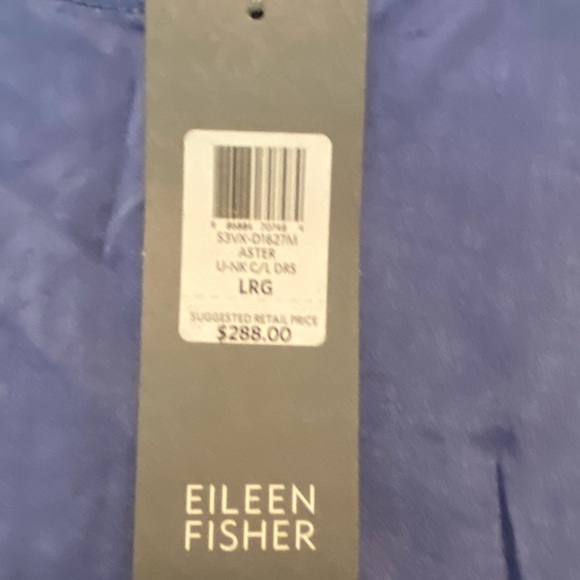 S3VX-D1627M
ASTER
U-NK C/L DRS
LRG
SUGGESTED RETAIL PRICE
$288.00
EILEEN
FISHER